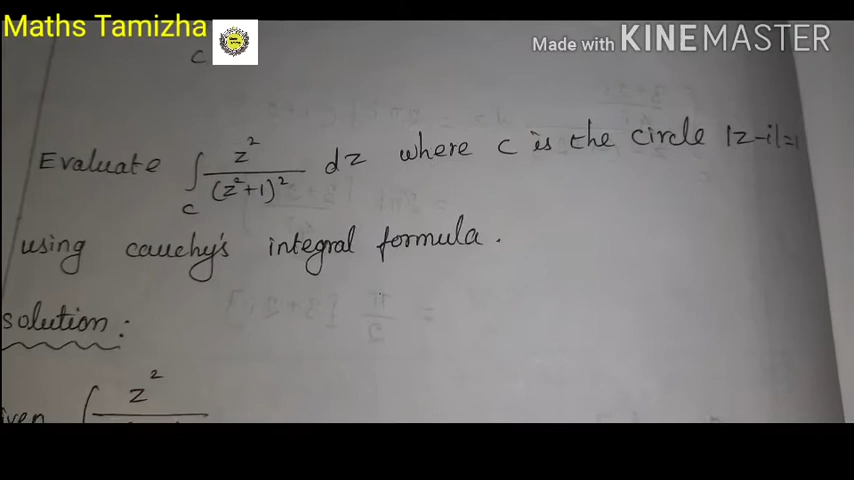 Maths Tamizha
Made with KINEMASTER
c
Evaluate ∫_c z²/(z²+1)² dz where c is the circle |z-i|=1
using cauchy's integral formula.
solution:
iven ∫ z²